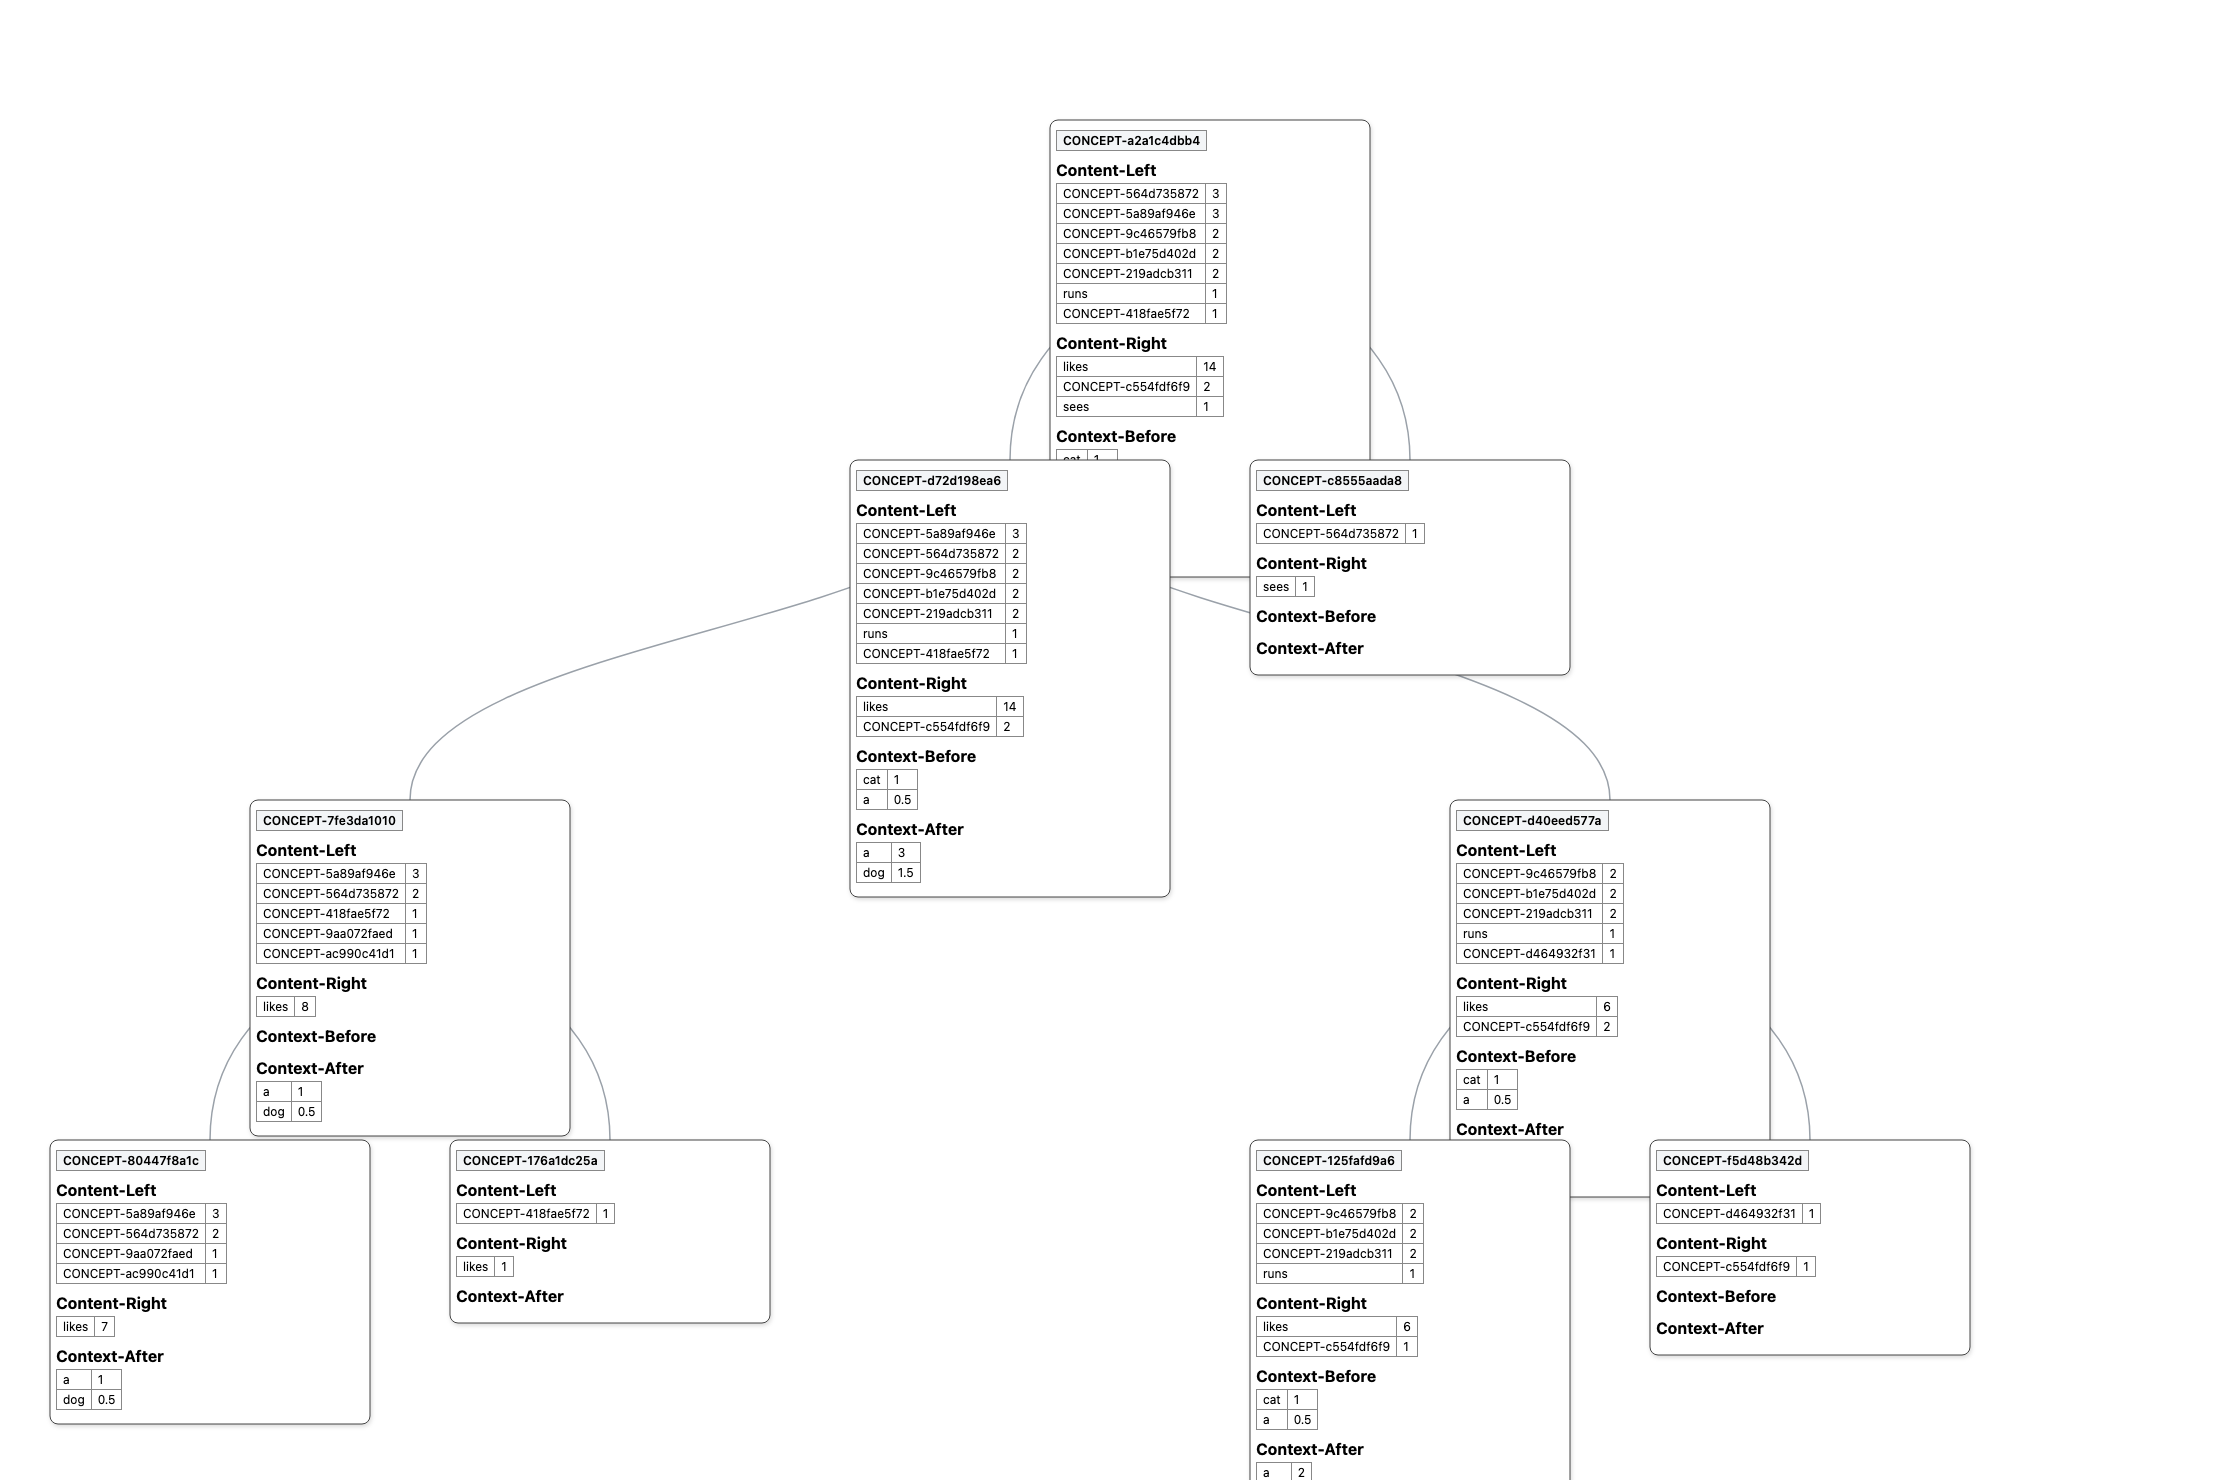 CONCEPT-a2a1c4dbb4
Content-Left
CONCEPT-564d735872 3
CONCEPT-5a89af946e 3
CONCEPT-9c46579fb8 2
CONCEPT-b1e75d402d 2
CONCEPT-219adcb311 2
runs 1
CONCEPT-418fae5f72 1
Content-Right
likes 14
CONCEPT-c554fdf6f9 2
sees 1
Context-Before
cat 1
CONCEPT-d72d198ea6
Content-Left
CONCEPT-5a89af946e 3
CONCEPT-564d735872 2
CONCEPT-9c46579fb8 2
CONCEPT-b1e75d402d 2
CONCEPT-219adcb311 2
runs 1
CONCEPT-418fae5f72 1
Content-Right
likes 14
CONCEPT-c554fdf6f9 2
Context-Before
cat 1
a 0.5
Context-After
a 3
dog 1.5
CONCEPT-c8555aada8
Content-Left
CONCEPT-564d735872 1
Content-Right
sees 1
Context-Before
Context-After
CONCEPT-7fe3da1010
Content-Left
CONCEPT-5a89af946e 3
CONCEPT-564d735872 2
CONCEPT-418fae5f72 1
CONCEPT-9aa072faed 1
CONCEPT-ac990c41d1 1
Content-Right
likes 8
Context-Before
Context-After
a 1
dog 0.5
CONCEPT-d40eed577a
Content-Left
CONCEPT-9c46579fb8 2
CONCEPT-b1e75d402d 2
CONCEPT-219adcb311 2
runs 1
CONCEPT-d464932f31 1
Content-Right
likes 6
CONCEPT-c554fdf6f9 2
Context-Before
cat 1
a 0.5
Context-After
CONCEPT-80447f8a1c
Content-Left
CONCEPT-5a89af946e 3
CONCEPT-564d735872 2
CONCEPT-9aa072faed 1
CONCEPT-ac990c41d1 1
Content-Right
likes 7
Context-After
a 1
dog 0.5
CONCEPT-176a1dc25a
Content-Left
CONCEPT-418fae5f72 1
Content-Right
likes 1
Context-After
CONCEPT-125fafd9a6
Content-Left
CONCEPT-9c46579fb8 2
CONCEPT-b1e75d402d 2
CONCEPT-219adcb311 2
runs 1
Content-Right
likes 6
CONCEPT-c554fdf6f9 1
Context-Before
cat 1
a 0.5
Context-After
a 2
CONCEPT-f5d48b342d
Content-Left
CONCEPT-d464932f31 1
Content-Right
CONCEPT-c554fdf6f9 1
Context-Before
Context-After